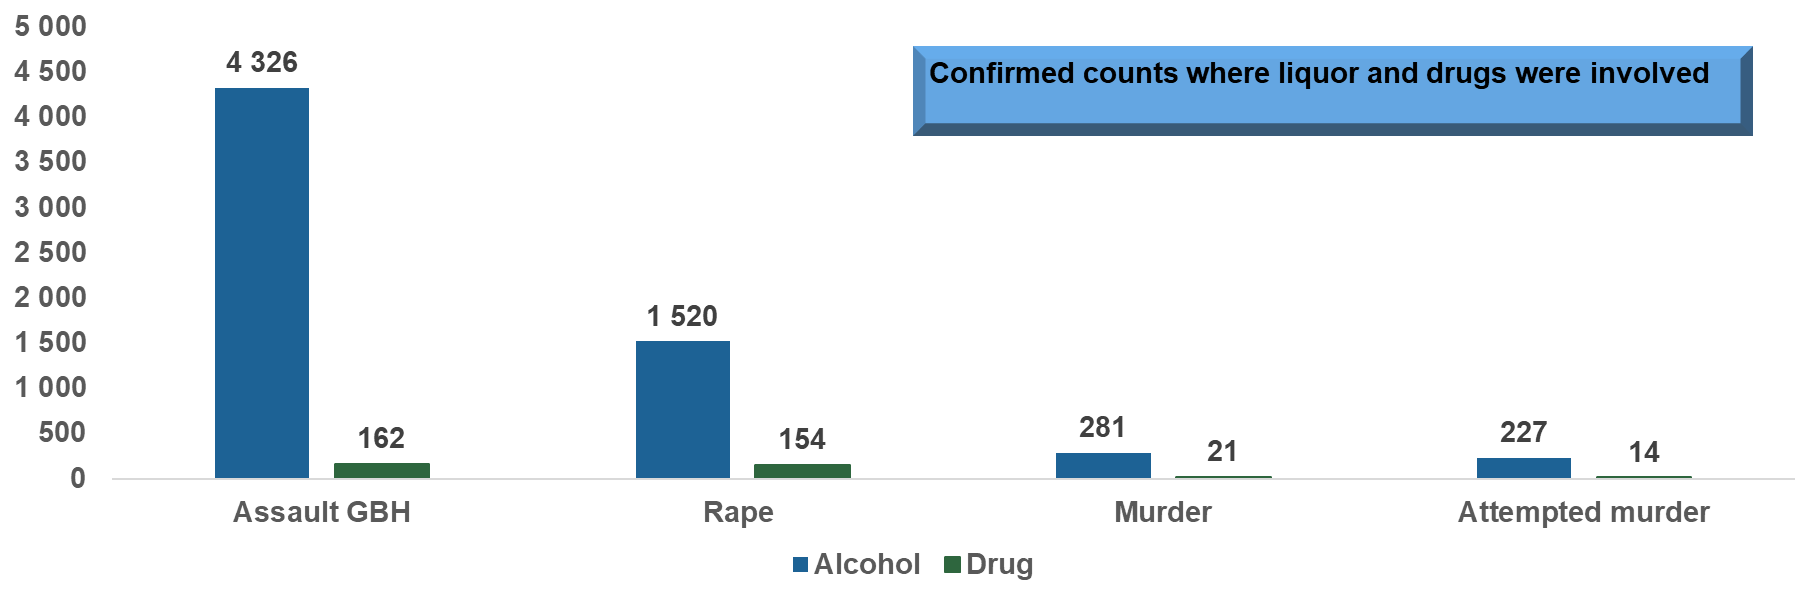 Confirmed counts where liquor and drugs were involved
5 000
4 500
4 000
3 500
3 000
2 500
2 000
1 500
1 000
500
0
4 326
162
1 520
154
281
21
227
14
Assault GBH
Rape
Murder
Attempted murder
Alcohol
Drug